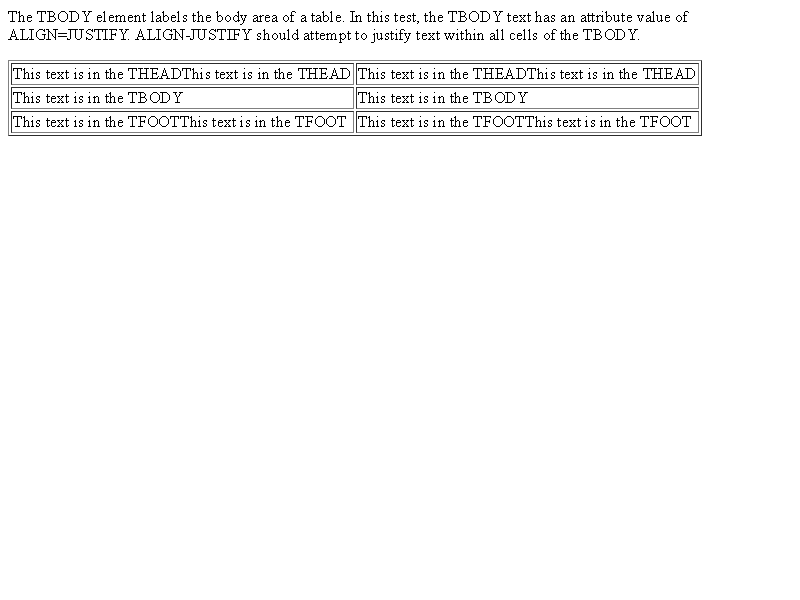 The TBODY element labels the body area of a table. In this test, the TBODY text has an attribute value of
ALIGN=JUSTIFY. ALIGN-JUSTIFY should attempt to justify text within all cells of the TBODY.
This text is in the THEADThis text is in the THEAD This text is in the THEADThis text is in the THEAD
This text is in the TBODY This text is in the TBODY
This text is in the TFOOTThis text is in the TFOOT This text is in the TFOOTThis text is in the TFOOT